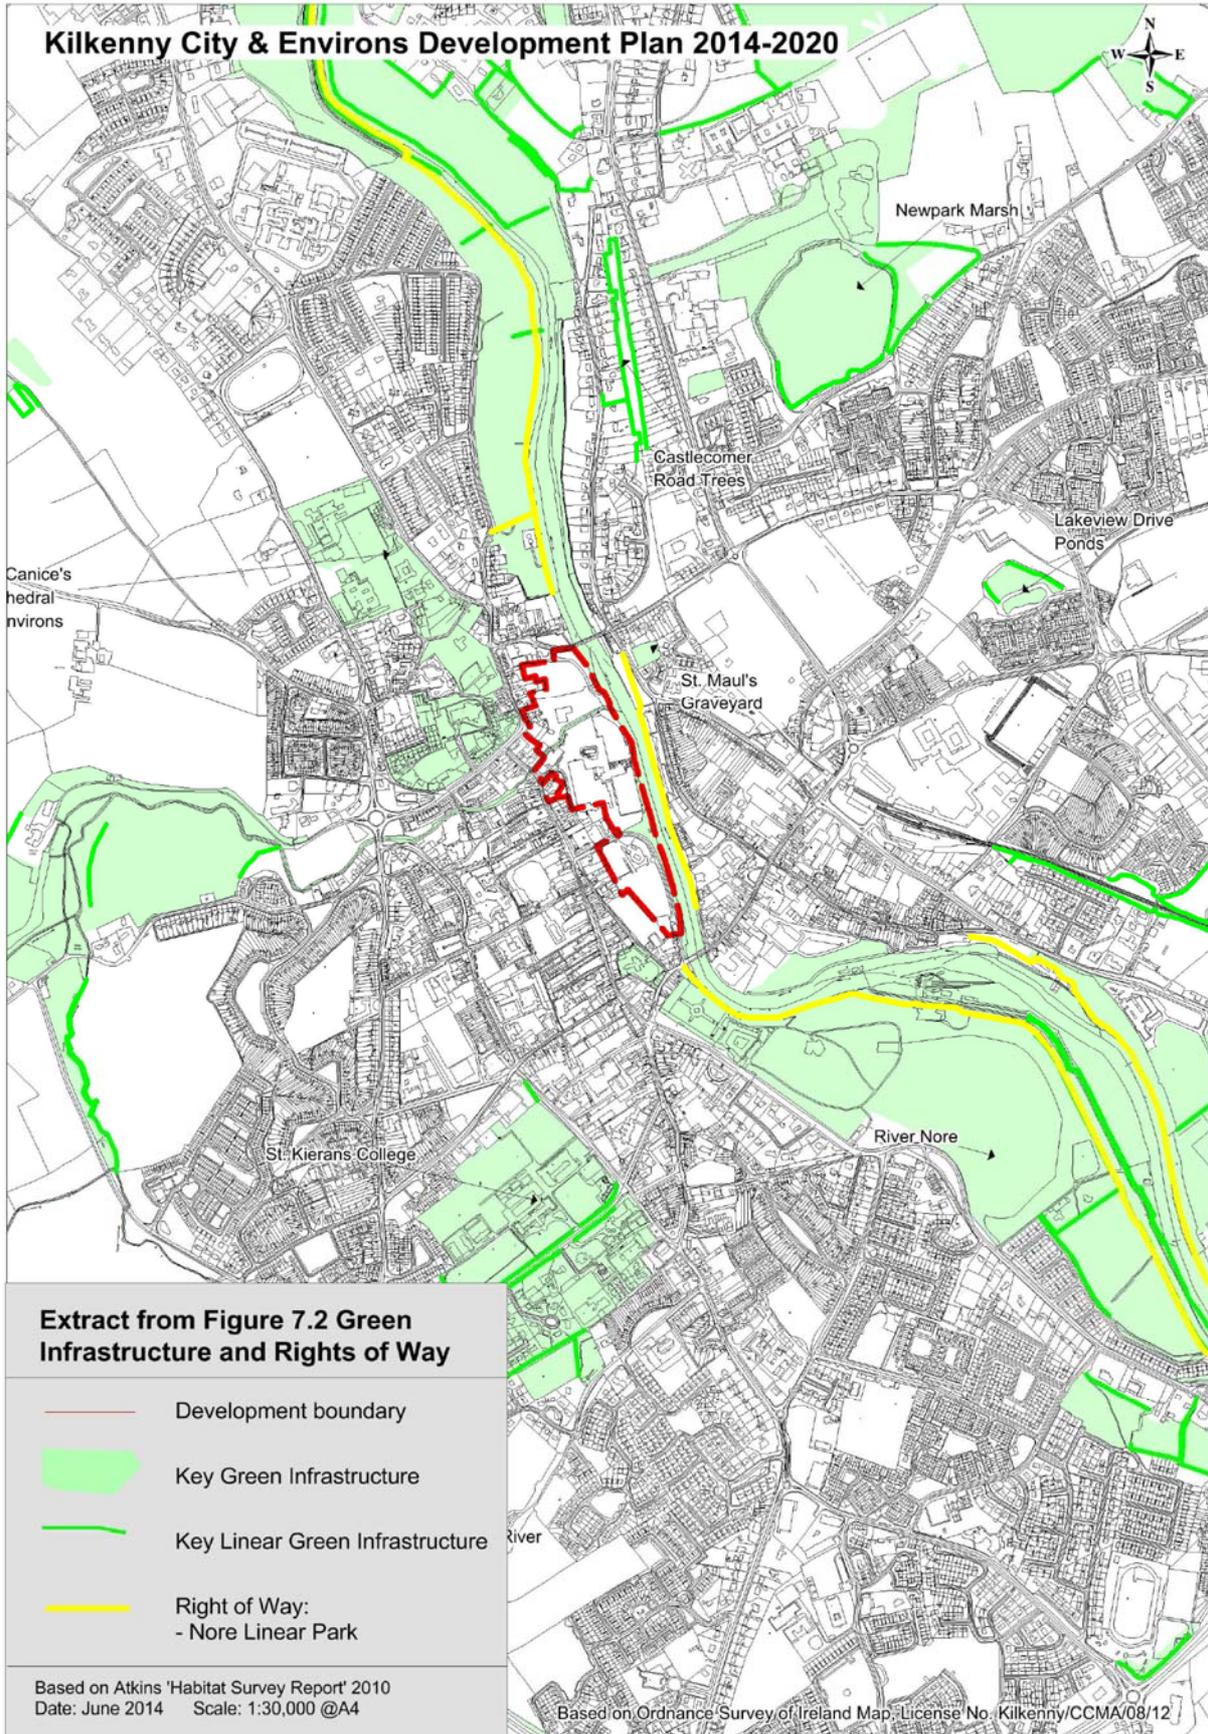 Kilkenny City & Environs Development Plan 2014-2020
N
W E
S
Newpark Marsh
Castlecomer
Road Trees
Lakeview Drive
Ponds
Canice's
hedral
nvirons
St. Maul's
Graveyard
River Nore
St. Kierans College
River
Extract from Figure 7.2 Green
Infrastructure and Rights of Way
Development boundary
Key Green Infrastructure
Key Linear Green Infrastructure
Right of Way:
- Nore Linear Park
Based on Atkins 'Habitat Survey Report' 2010
Date: June 2014 Scale: 1:30,000 @A4
Based on Ordnance Survey of Ireland Map, License No. Kilkenny/CCMA/08/12